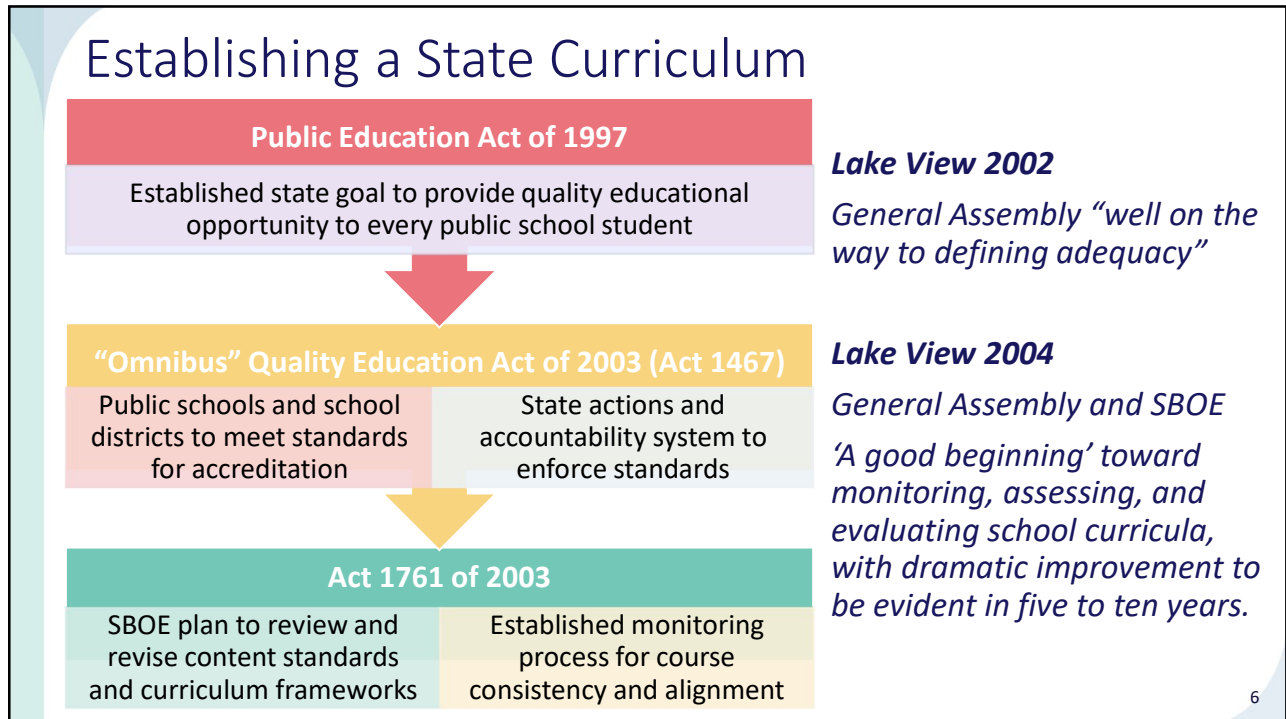 Establishing a State Curriculum
Public Education Act of 1997
Established state goal to provide quality educational
opportunity to every public school student
“Omnibus” Quality Education Act of 2003 (Act 1467)
Public schools and school
districts to meet standards
for accreditation
State actions and
accountability system to
enforce standards
Act 1761 of 2003
SBOE plan to review and
revise content standards
and curriculum frameworks
Established monitoring
process for course
consistency and alignment
Lake View 2002
General Assembly “well on the
way to defining adequacy”
Lake View 2004
General Assembly and SBOE
‘A good beginning’ toward
monitoring, assessing, and
evaluating school curricula,
with dramatic improvement to
be evident in five to ten years.
6